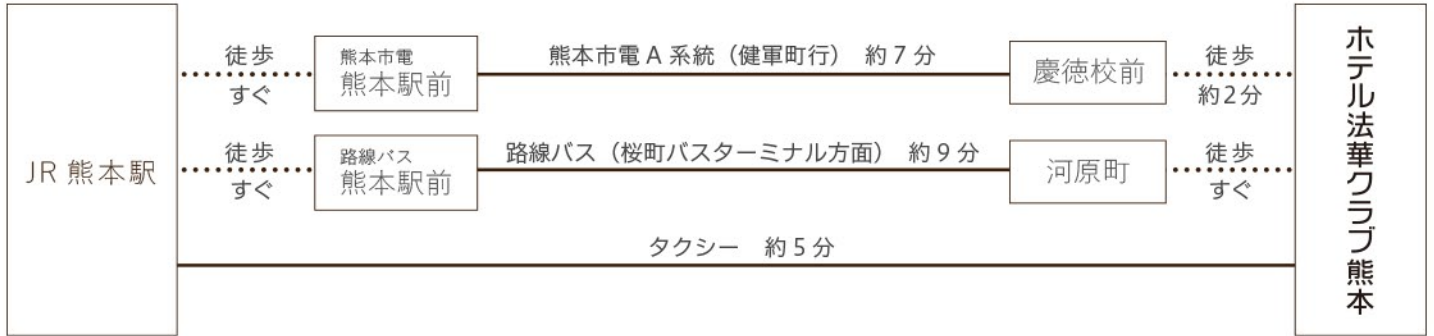 JR 熊本駅
徒歩
すぐ
熊本市電
熊本駅前
熊本市電 A 系統（健軍町行） 約 7 分
慶徳校前
徒歩
約2分
徒歩
すぐ
路線バス
熊本駅前
路線バス（桜町バスターミナル方面） 約 9 分
河原町
徒歩
すぐ
タクシー 約 5 分
ホテル法華クラブ熊本